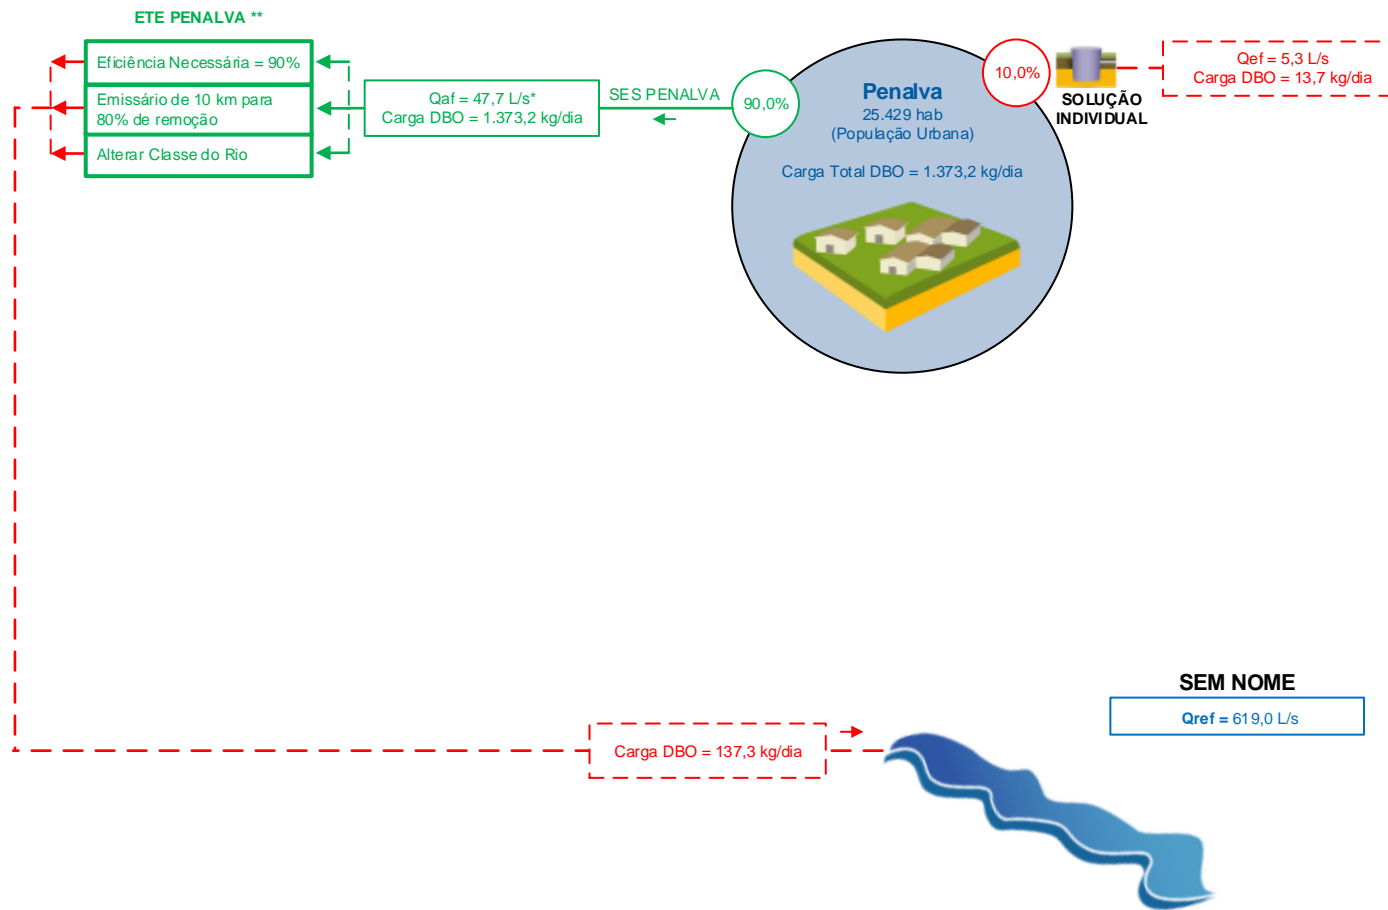 ETE PENALVA **
Eficiência Necessária = 90%
Emissário de 10 km para
80% de remoção
Alterar Classe do Rio
Qaf = 47,7 L/s*
Carga DBO = 1.373,2 kg/dia
SES PENALVA
90,0%
Penalva
25.429 hab
(População Urbana)
Carga Total DBO = 1.373,2 kg/dia
10,0%
SOLUÇÃO
INDIVIDUAL
Qef = 5,3 L/s
Carga DBO = 13,7 kg/dia
SEM NOME
Qref = 619,0 L/s
Carga DBO = 137,3 kg/dia